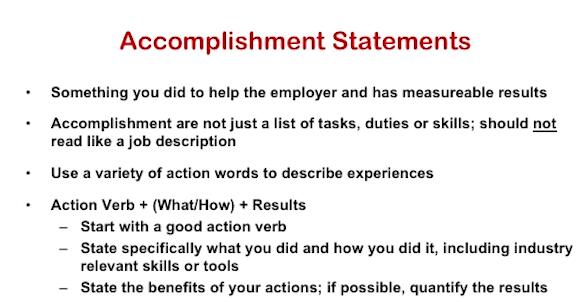 Accomplishment Statements
• Something you did to help the employer and has measureable results
• Accomplishment are not just a list of tasks, duties or skills; should not
read like a job description
• Use a variety of action words to describe experiences
• Action Verb + (What/How) + Results
– Start with a good action verb
– State specifically what you did and how you did it, including industry
relevant skills or tools
– State the benefits of your actions; if possible, quantify the results